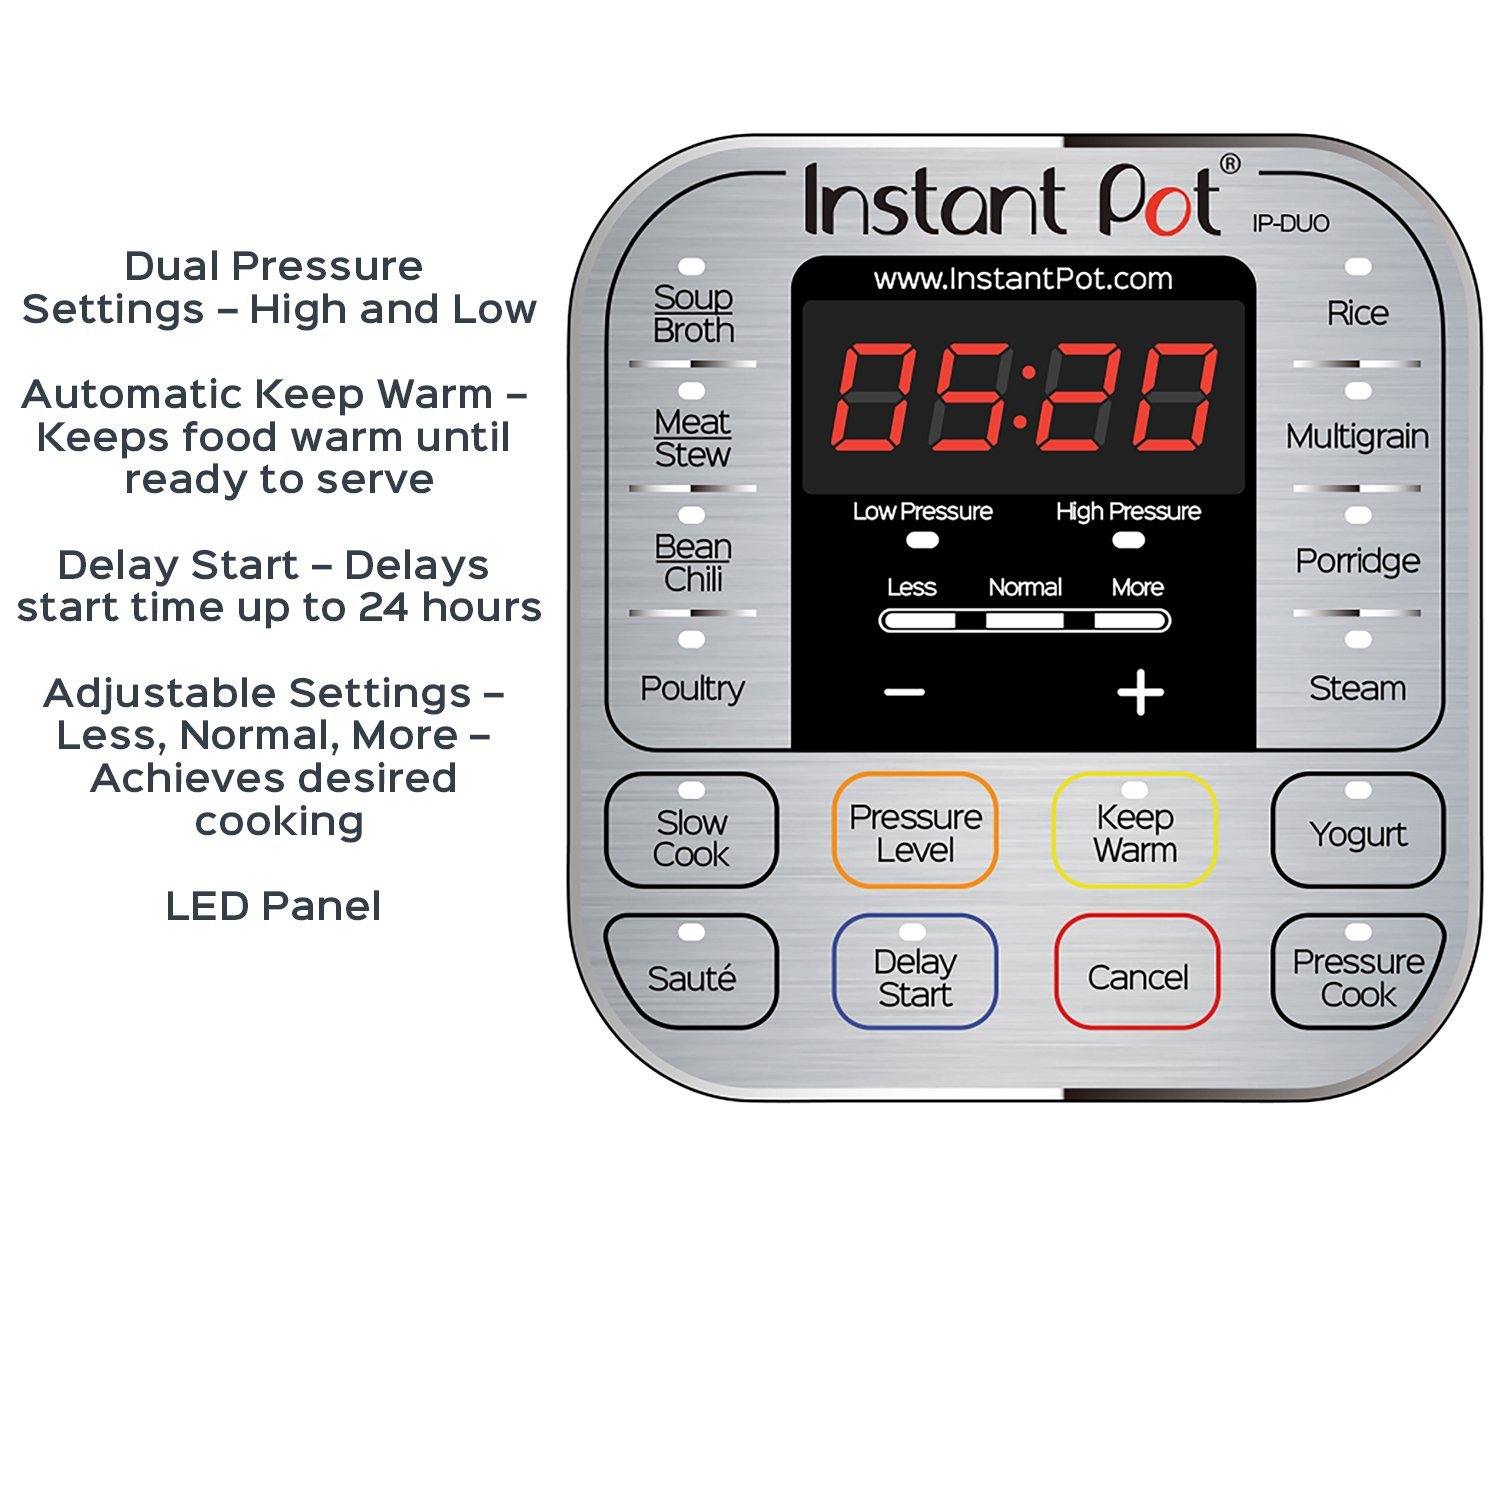 Dual Pressure
Settings – High and Low
Automatic Keep Warm –
Keeps food warm until
ready to serve
Delay Start – Delays
start time up to 24 hours
Adjustable Settings –
Less, Normal, More –
Achieves desired
cooking
LED Panel
Instant Pot®
IP-DUO
www.InstantPot.com
05:20
Low Pressure
High Pressure
Less
Normal
More
−
+
Soup
Broth
Meat
Stew
Bean
Chili
Poultry
Rice
Multigrain
Porridge
Steam
Slow
Cook
Pressure
Level
Keep
Warm
Yogurt
Sauté
Delay
Start
Cancel
Pressure
Cook